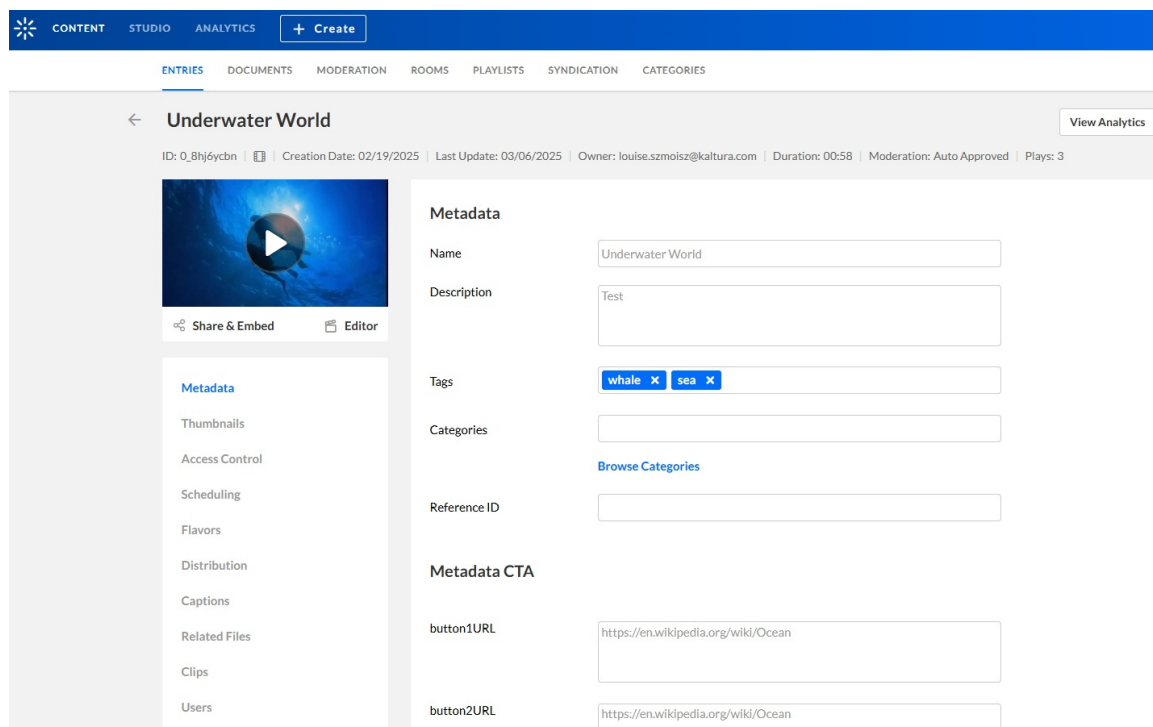 CONTENT STUDIO ANALYTICS + Create
ENTRIES DOCUMENTS MODERATION ROOMS PLAYLISTS SYNDICATION CATEGORIES
Underwater World
View Analytics
ID: 0_8hj6ycbn | Creation Date: 02/19/2025 | Last Update: 03/06/2025 | Owner: louise.szmoisz@kaltura.com | Duration: 00:58 | Moderation: Auto Approved | Plays: 3
Share & Embed Editor
Metadata
Thumbnails
Access Control
Scheduling
Flavors
Distribution
Captions
Related Files
Clips
Users
Metadata
Name Underwater World
Description Test
Tags whale × sea ×
Categories
Browse Categories
Reference ID
Metadata CTA
button1URL https://en.wikipedia.org/wiki/Ocean
button2URL https://en.wikipedia.org/wiki/Ocean